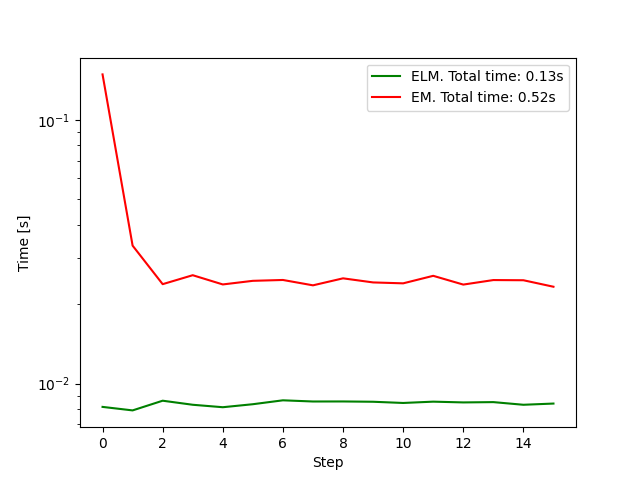 ELM. Total time: 0.13s
EM. Total time: 0.52s
10⁻¹
10⁻²
Time [s]
0 2 4 6 8 10 12 14
Step